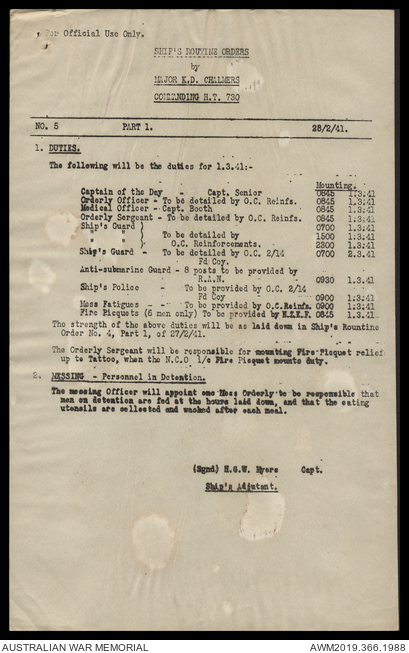 For Official Use Only.
SHIP'S ROUTINE ORDERS
by
MAJOR K.D. CHALMERS
COMMANDING H.T. 730
NO. 5 PART 1. 28/2/41.
1. DUTIES.
The following will be the duties for 1.3.41:-
Mounting.
Captain of the Day - Capt. Senior 0845 1.3.41
Orderly Officer - To be detailed by O.C. Reinfs. 0845 1.3.41
Medical Officer - Capt. Booth 0845 1.3.41
Orderly Sergeant - To be detailed by O.C. Reinfs. 0845 1.3.41
Ship's Guard } 0700 1.3.41
" " } To be detailed by 1500 1.3.41
" " } O.C. Reinforcements. 2300 1.3.41
Ship's Guard - To be detailed by O.C. 2/14 0700 2.3.41
Fd Coy.
Anti-submarine Guard - 8 posts to be provided by
R.A.N. - 0930 1.3.41
Ship's Police - To be provided by O.C. 2/14
Fd Coy 0900 1.3.41
Mess Fatigues - - To be provided by O.C.Reinfs. 0900 1.3.41
Fire Picquets (6 men only) To be provided by N.Z.E.F. 0845 1.3.41
The strength of the above duties will be as laid down in Ship's Rountine
Order No. 4, Part 1, of 27/2/41.
The Orderly Sergeant will be responsible for mounting Fire Picquet relief
up to Tattoo, when the N.C.O i/c Fire Picquet mounts duty.
2. MESSING - Personnel in Detention.
The messing Officer will appoint one Mess Orderly to be responsible that
men on detention are fed at the hours laid down, and that the eating
utensils are collected and washed after each meal.
(Sgnd) H.G.W. Myers Capt.
Ship's Adjutant.
AUSTRALIAN WAR MEMORIAL AWM2019.366.1988